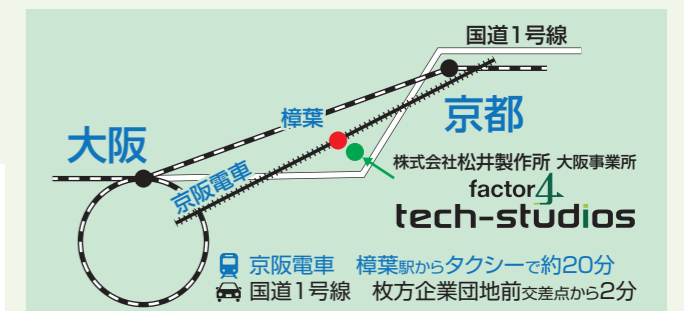 国道1号線
京都
樟葉
大阪
京阪電車
株式会社松井製作所 大阪事業所
factor4
tech-studios
京阪電車 樟葉駅からタクシーで約20分
国道1号線 枚方企業団地前交差点から2分